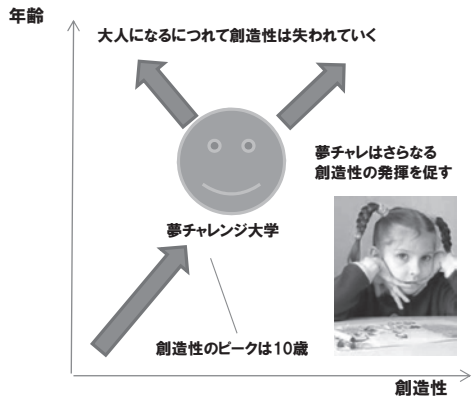 年齢
大人になるにつれて創造性は失われていく
夢チャレはさらなる
創造性の発揮を促す
夢チャレンジ大学
創造性のピークは10歳
創造性